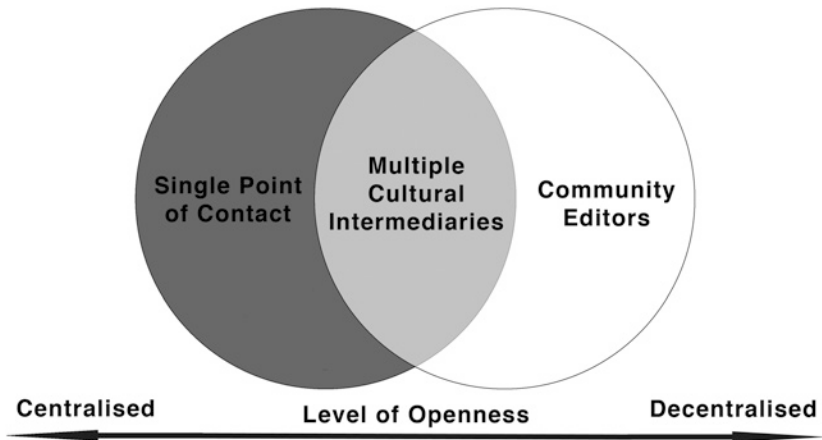 Single Point
of Contact
Multiple
Cultural
Intermediaries
Community
Editors
Centralised
Level of Openness
Decentralised